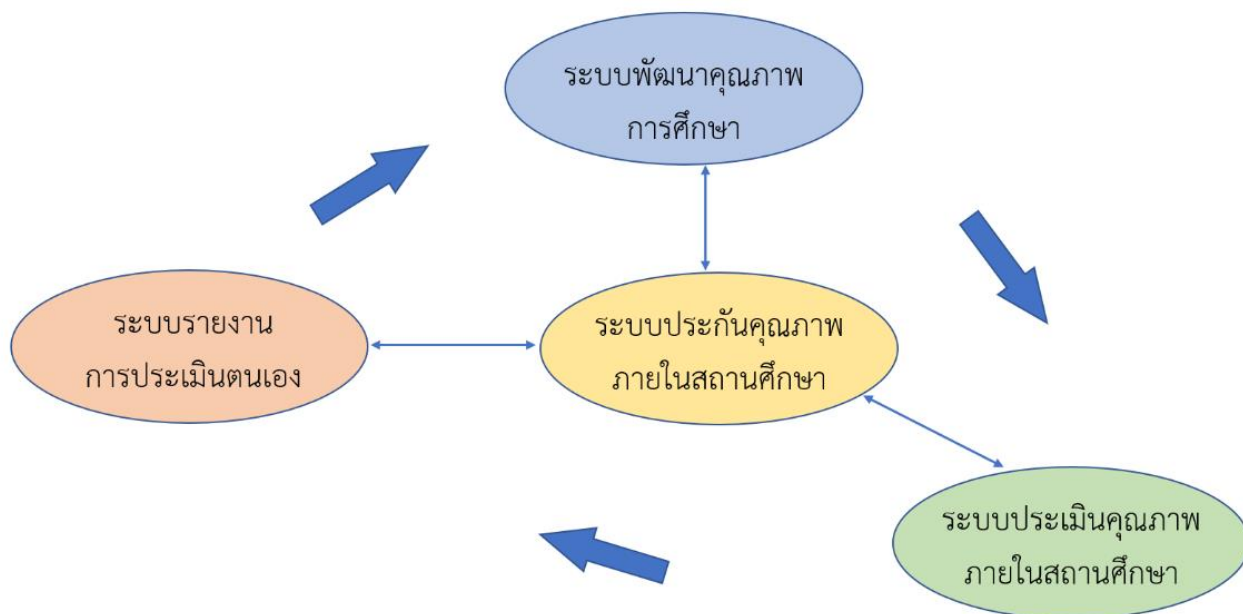 ระบบพัฒนาคุณภาพ
การศึกษา
ระบบรายงาน
การประเมินตนเอง
ระบบประกันคุณภาพ
ภายในสถานศึกษา
ระบบประเมินคุณภาพ
ภายในสถานศึกษา